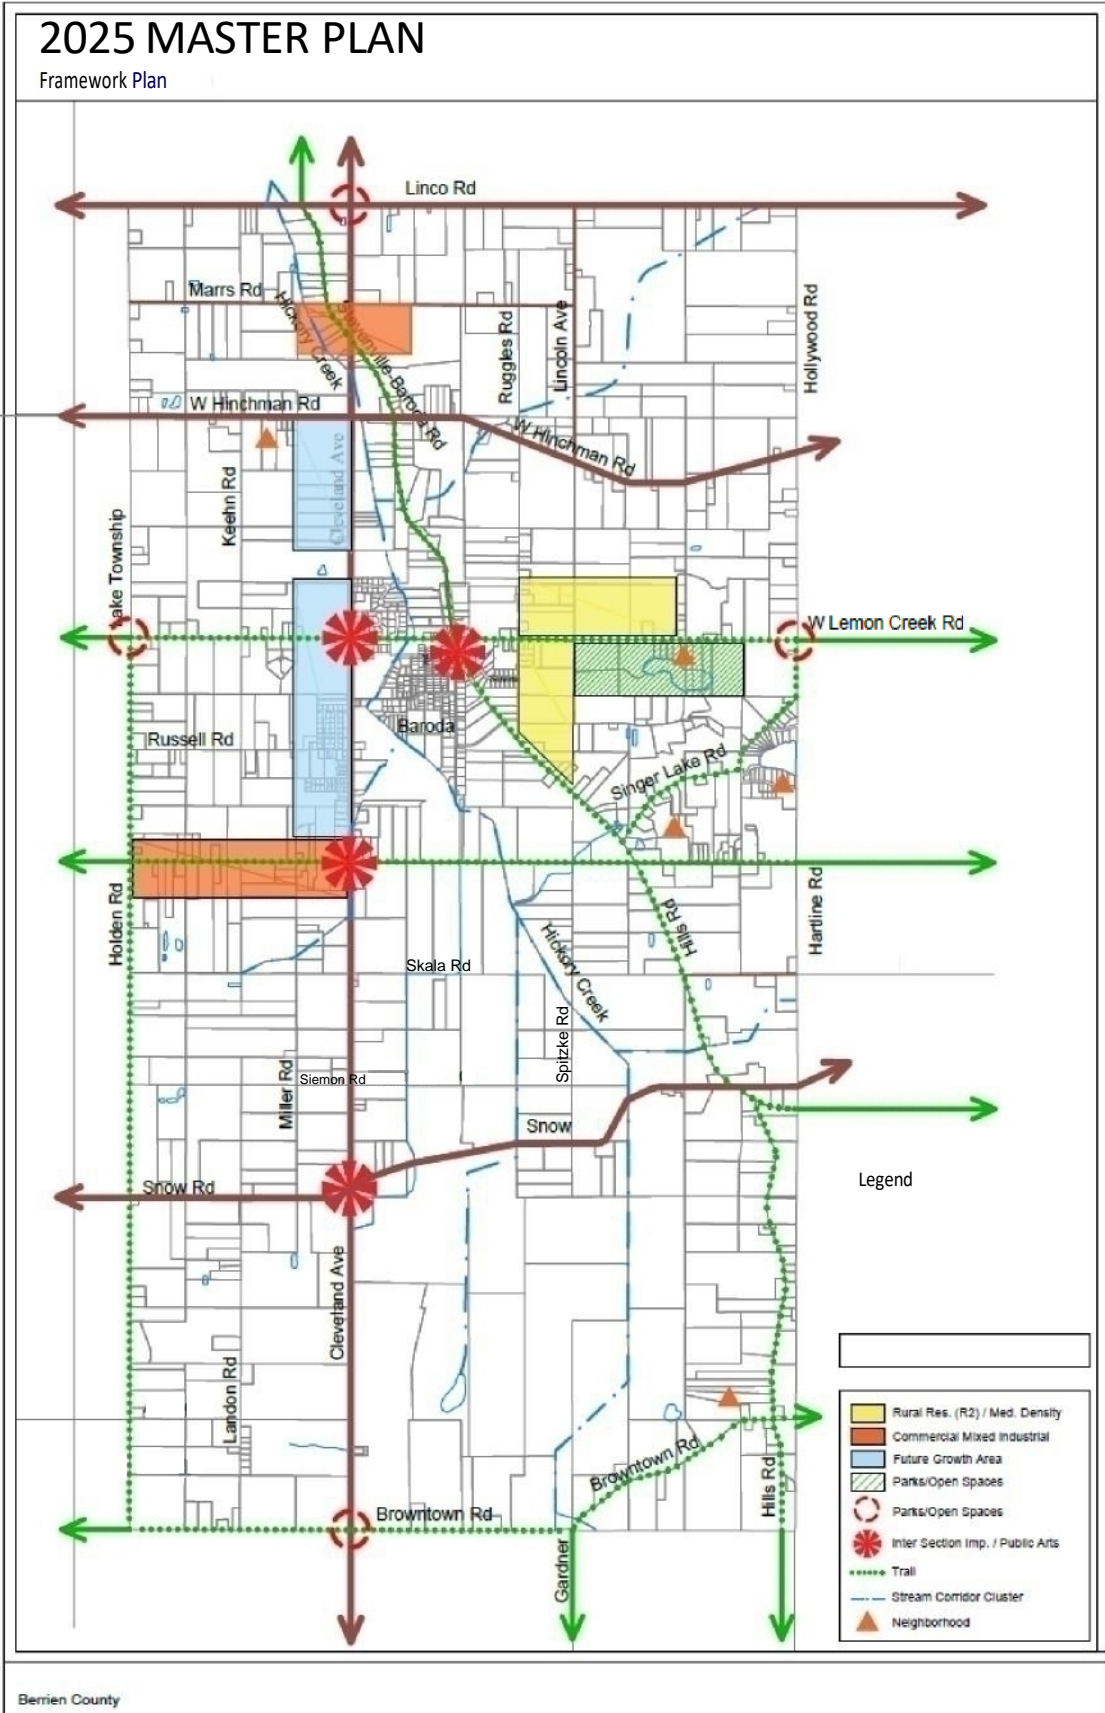 2025 MASTER PLAN
Framework Plan
Linco Rd
Marrs Rd
Hickory Creek
Stevensville-Baroda Rd
Ruggles Rd
Lincoln Ave
Hollywood Rd
W Hinchman Rd
W Hinchman Rd
Cleveland Ave
Keehn Rd
Lake Township
W Lemon Creek Rd
Baroda
Russell Rd
Singer Lake Rd
Holden Rd
Hills Rd
Hartline Rd
Skala Rd
Hickory Creek
Spitzke Rd
Siemon Rd
Miller Rd
Snow
Snow Rd
Legend
Cleveland Ave
Landon Rd
Browntown Rd
Hills Rd
Browntown Rd
Gardner
Rural Res. (R2) / Med. Density
Commercial Mixed Industrial
Future Growth Area
Parks/Open Spaces
Parks/Open Spaces
Inter Section Imp. / Public Arts
Trail
Stream Corridor Cluster
Neighborhood
Berrien County